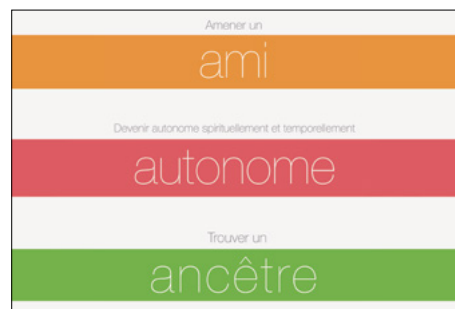 Amener un
ami
Devenir autonome spirituellement et temporellement
autonome
Trouver un
ancêtre